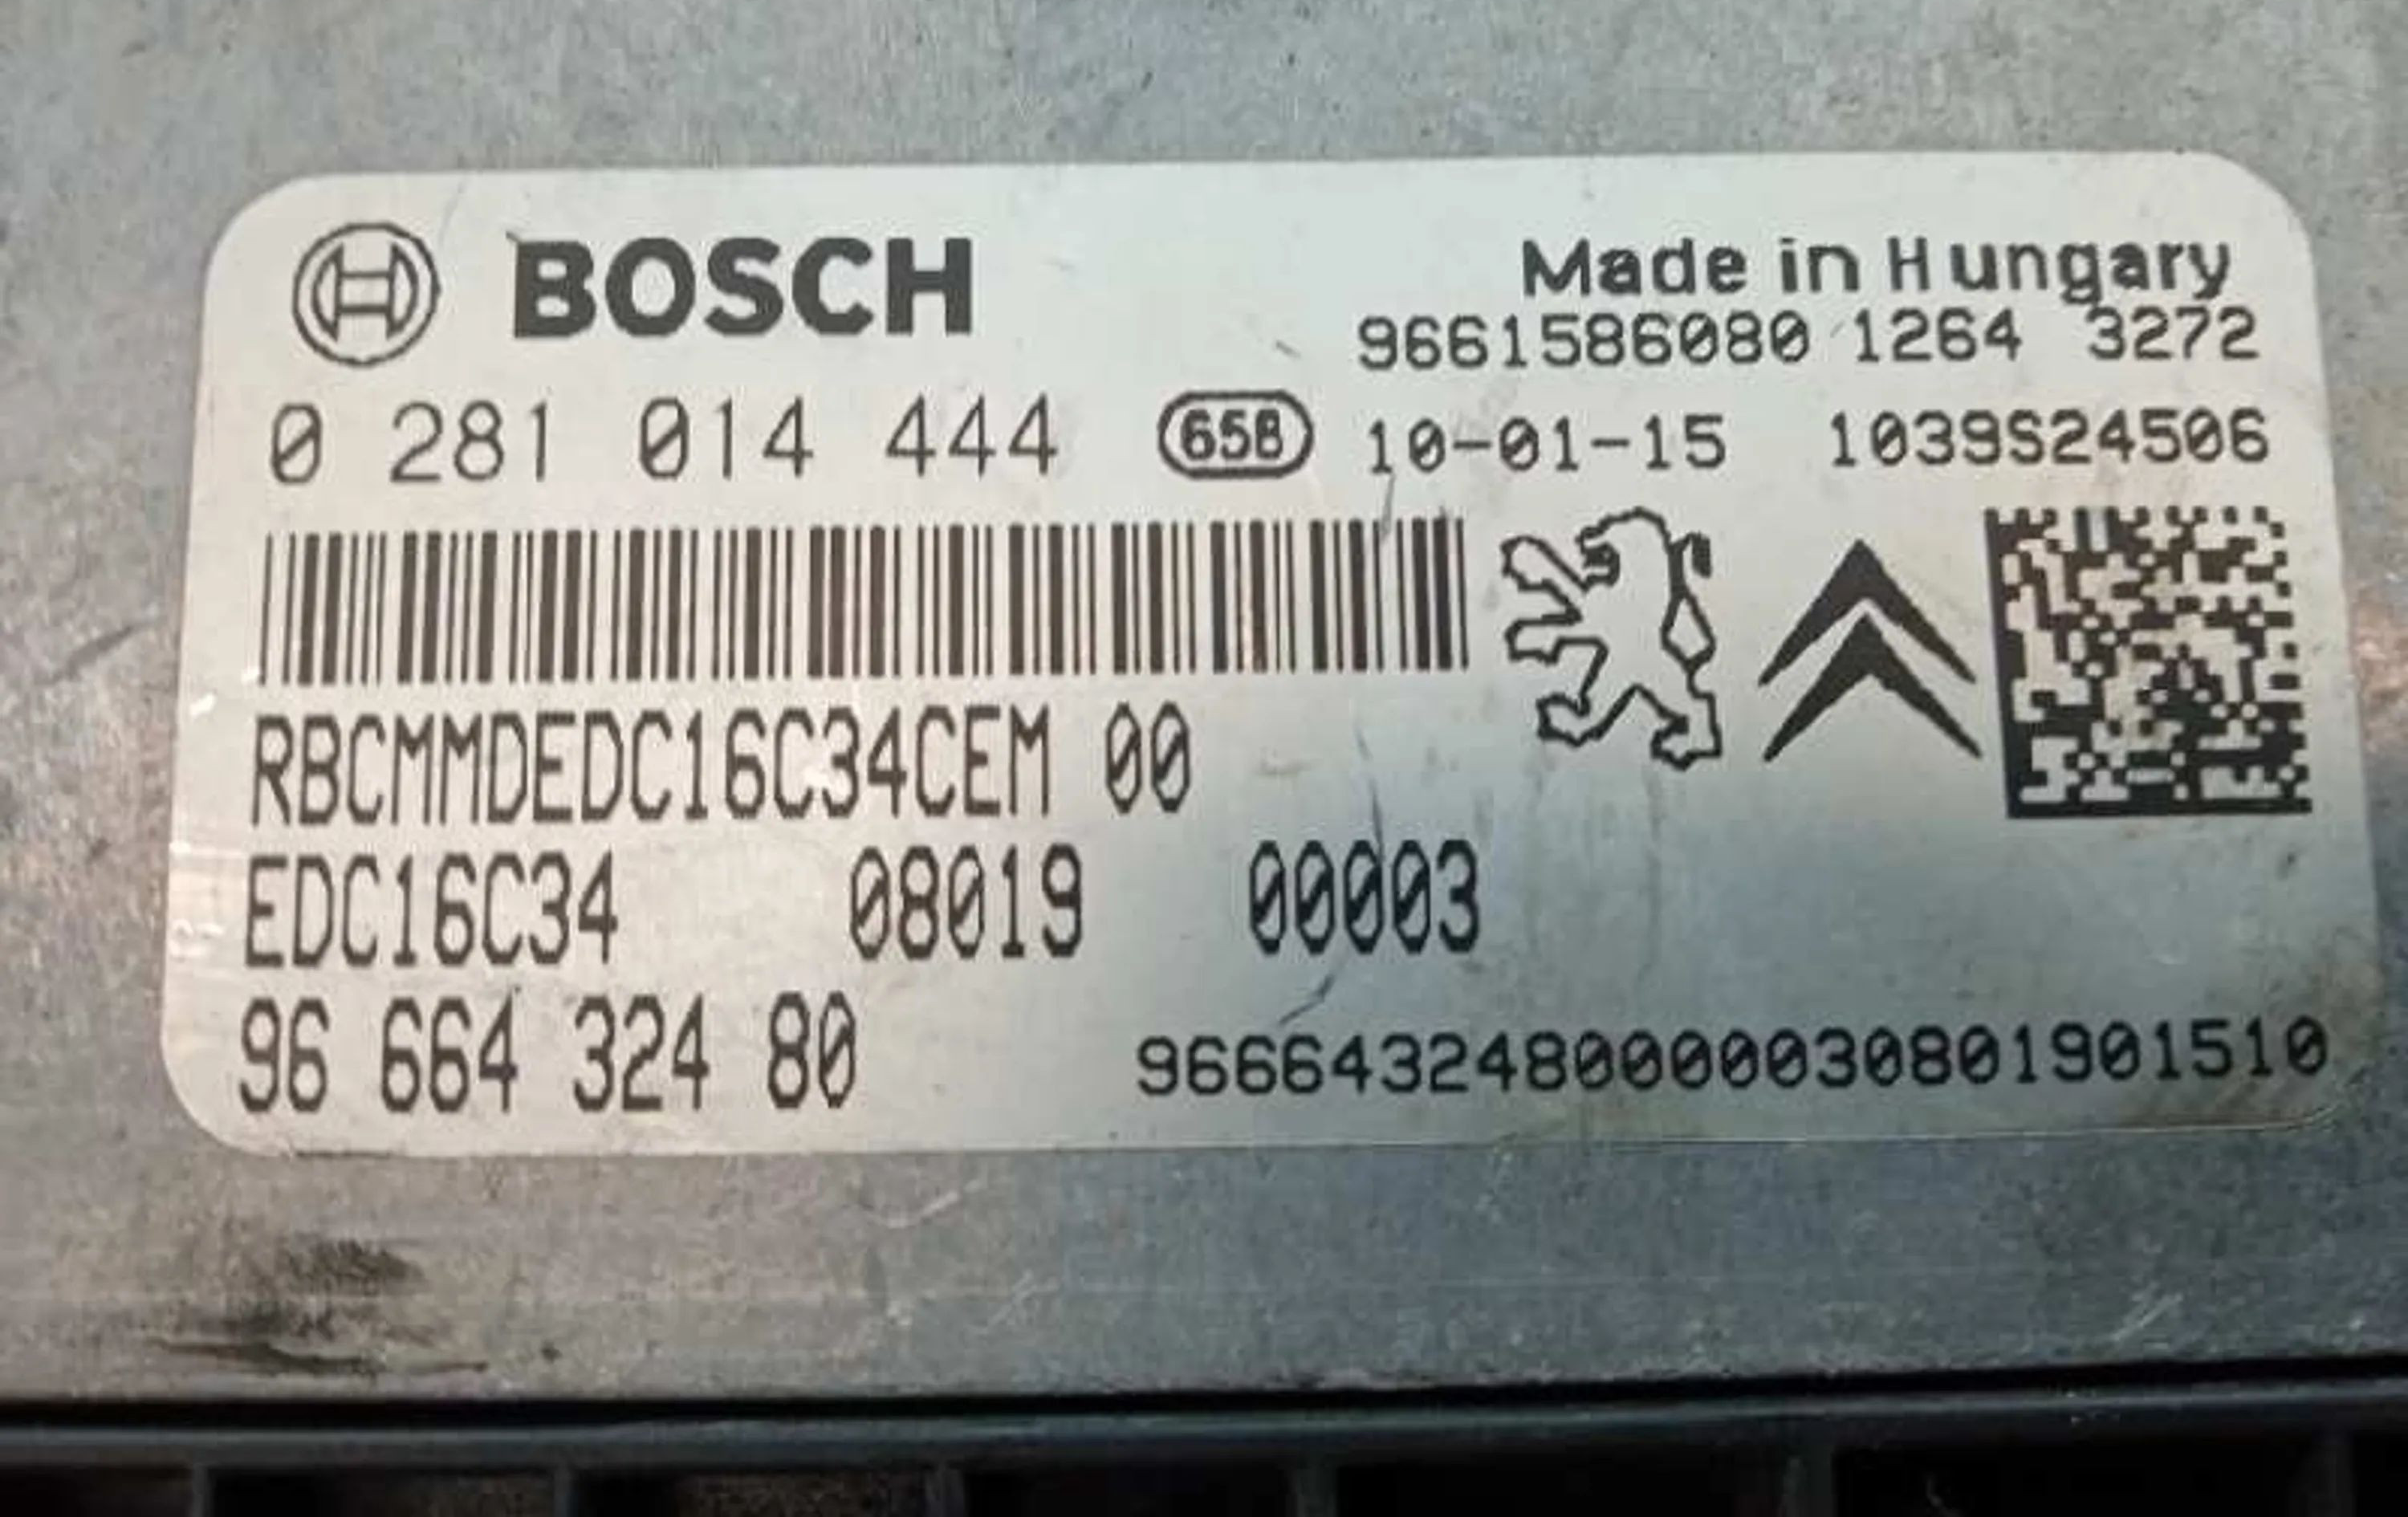 BOSCH
Made in Hungary
9661586080 1264 3272
0 281 014 444 658 10-01-15 1039S24506
RBCMMDEDC16C34CEM 00
EDC16C34 08019 00003
96 664 324 80 96664324800000030801901510